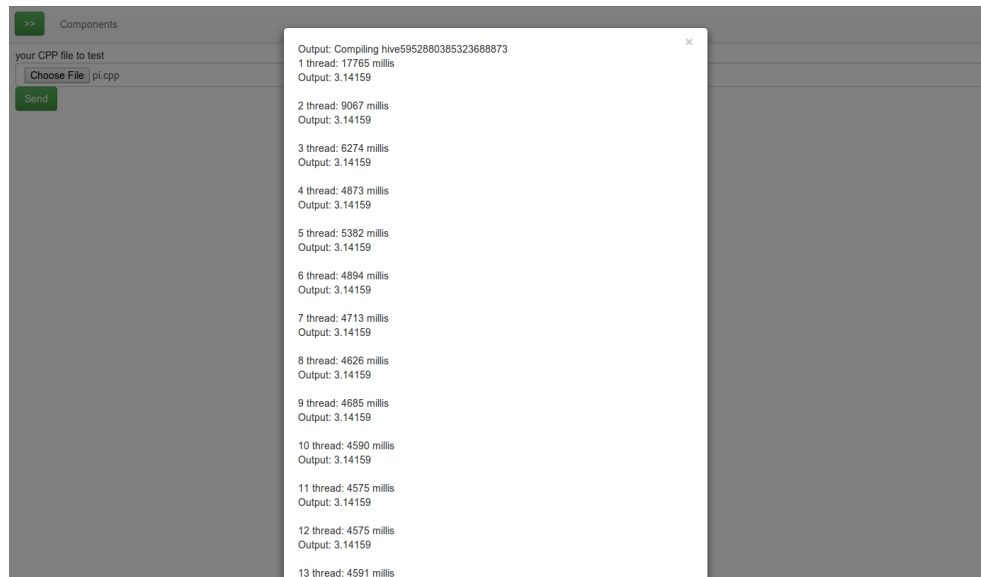 >> Components
your CPP file to test
Choose File pi.cpp
Send
×
Output: Compiling hive5952880385323688873
1 thread: 17765 millis
Output: 3.14159
2 thread: 9067 millis
Output: 3.14159
3 thread: 6274 millis
Output: 3.14159
4 thread: 4873 millis
Output: 3.14159
5 thread: 5382 millis
Output: 3.14159
6 thread: 4894 millis
Output: 3.14159
7 thread: 4713 millis
Output: 3.14159
8 thread: 4626 millis
Output: 3.14159
9 thread: 4685 millis
Output: 3.14159
10 thread: 4590 millis
Output: 3.14159
11 thread: 4575 millis
Output: 3.14159
12 thread: 4575 millis
Output: 3.14159
13 thread: 4591 millis